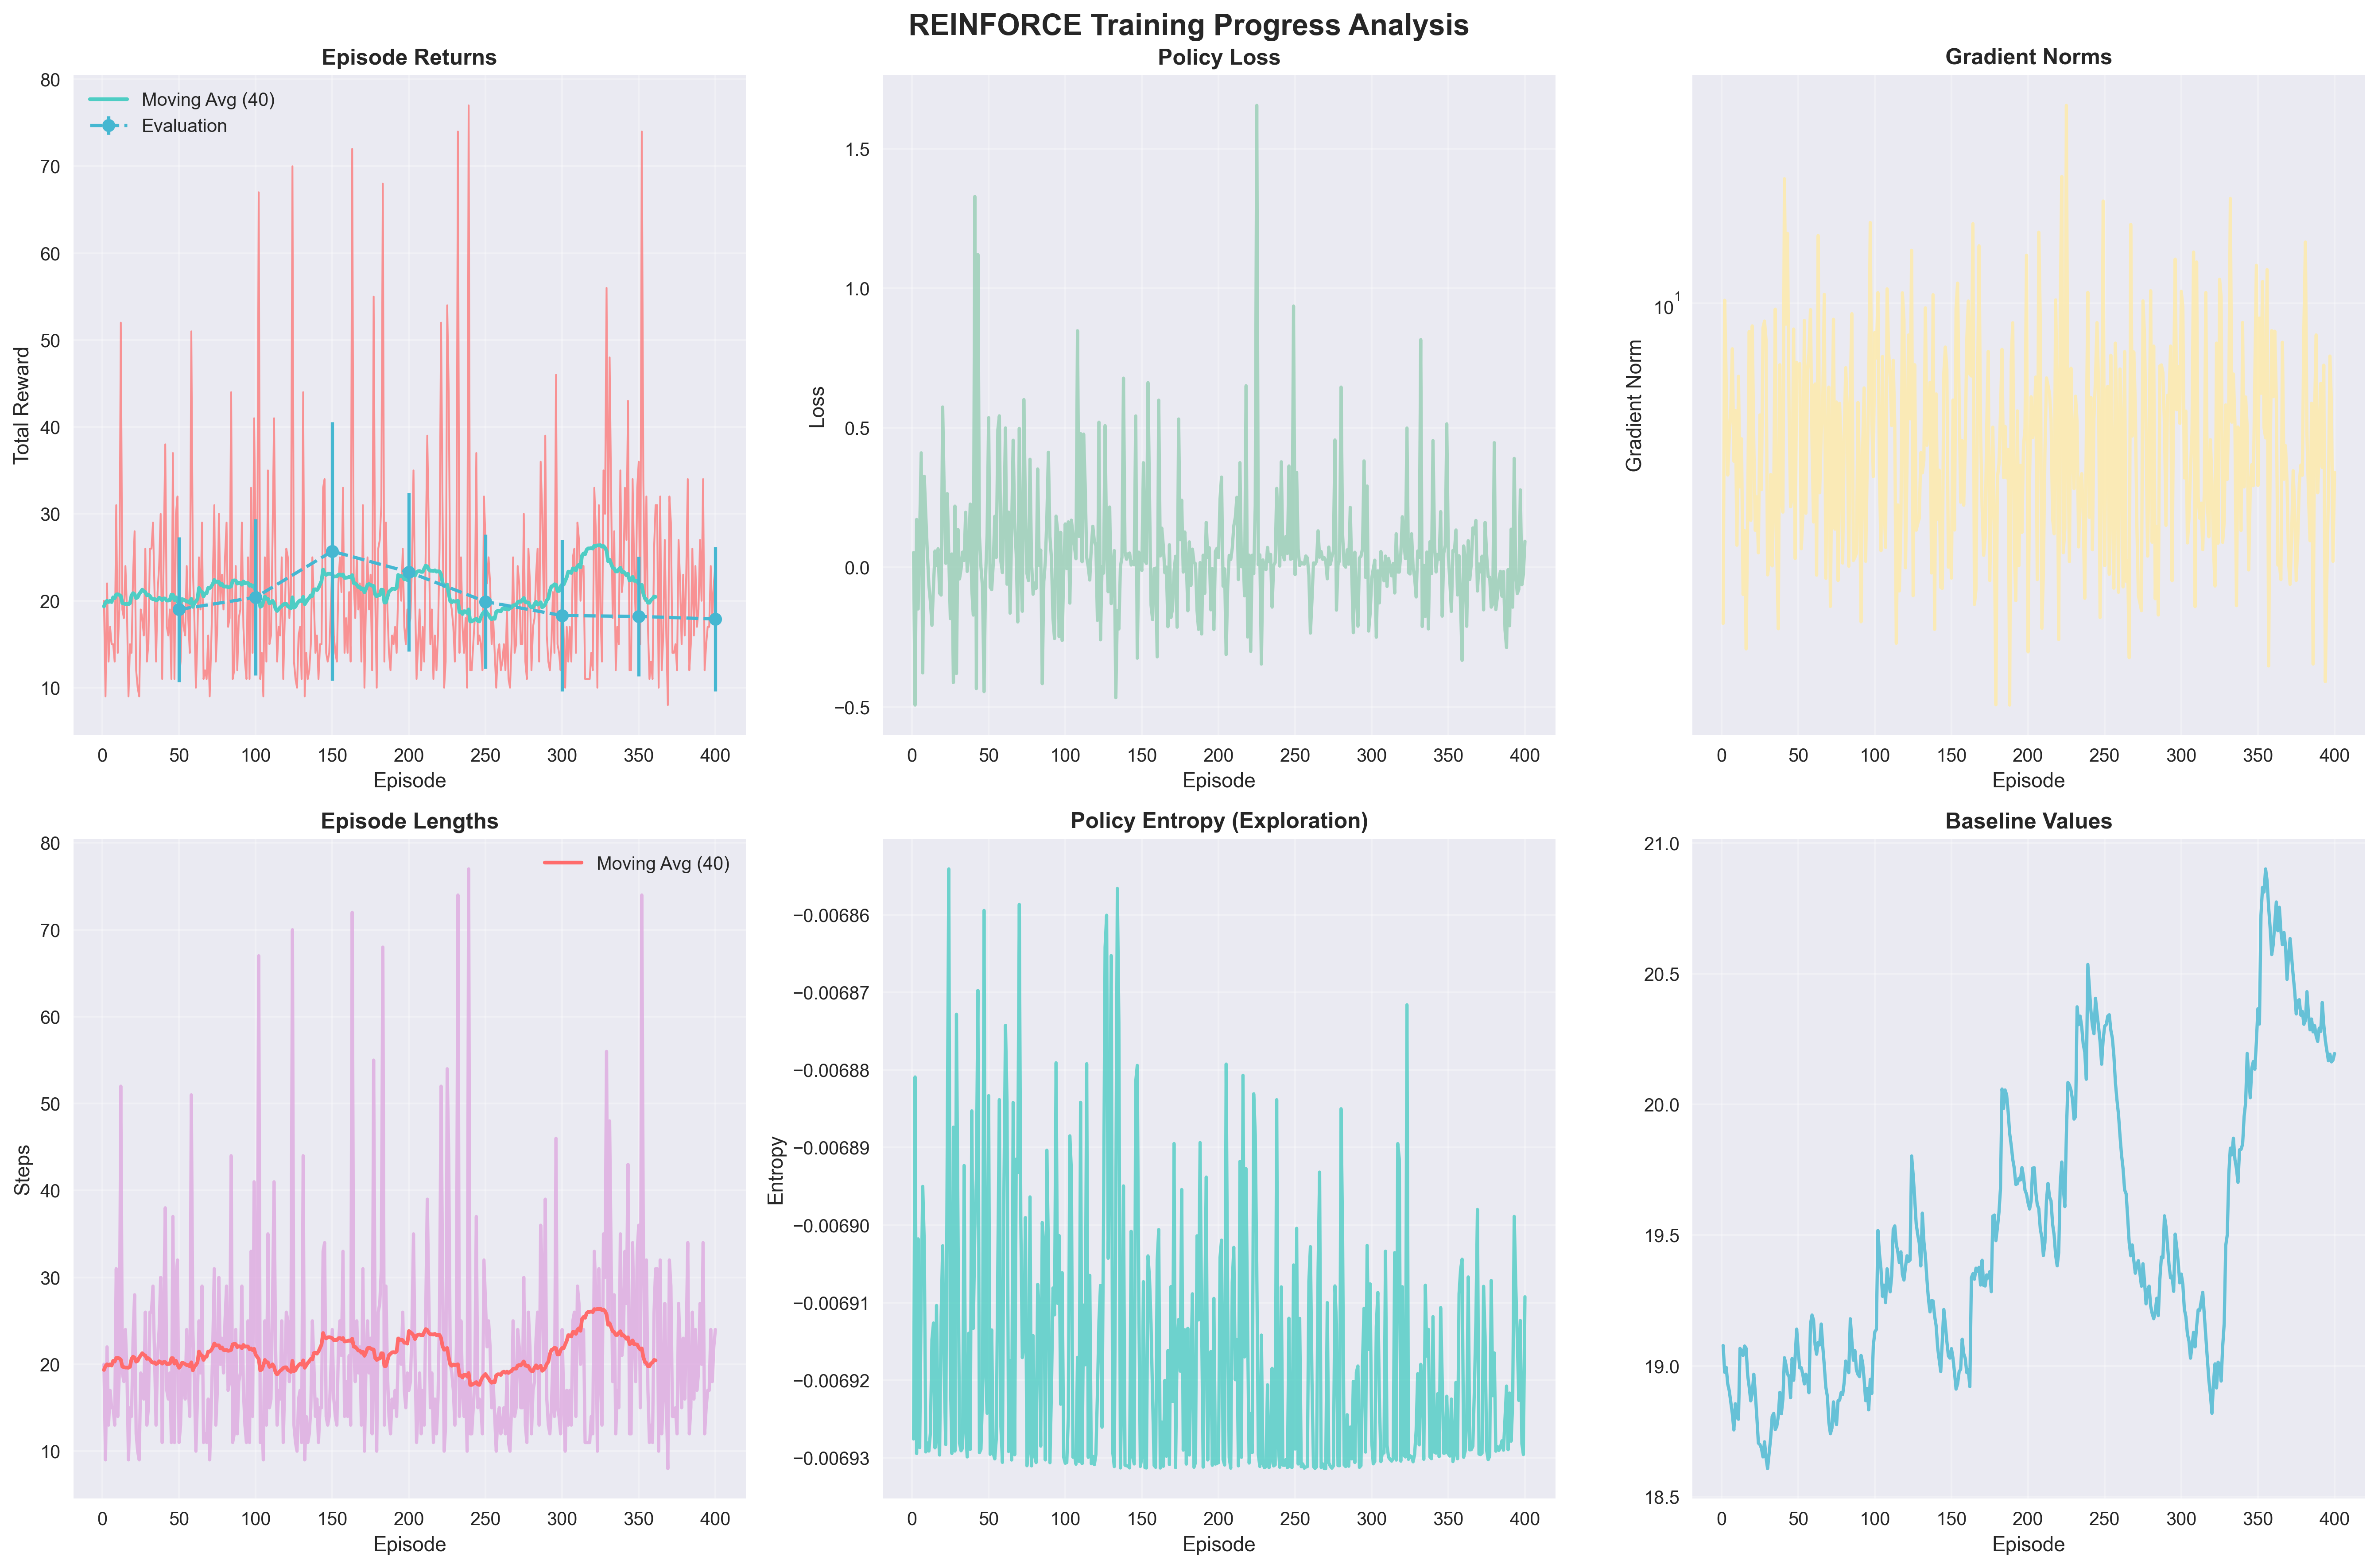 REINFORCE Training Progress Analysis
Episode Returns
80
70
60
50
40
30
20
10
Total Reward
Moving Avg (40)
Evaluation
0 50 100 150 200 250 300 350 400
Episode
Policy Loss
1.5
1.0
0.5
0.0
−0.5
Loss
0 50 100 150 200 250 300 350 400
Episode
Gradient Norms
10¹
Gradient Norm
0 50 100 150 200 250 300 350 400
Episode
Episode Lengths
80
70
60
50
40
30
20
10
Steps
Moving Avg (40)
0 50 100 150 200 250 300 350 400
Episode
Policy Entropy (Exploration)
−0.00686
−0.00687
−0.00688
−0.00689
−0.00690
−0.00691
−0.00692
−0.00693
Entropy
0 50 100 150 200 250 300 350 400
Episode
Baseline Values
21.0
20.5
20.0
19.5
19.0
18.5
0 50 100 150 200 250 300 350 400
Episode